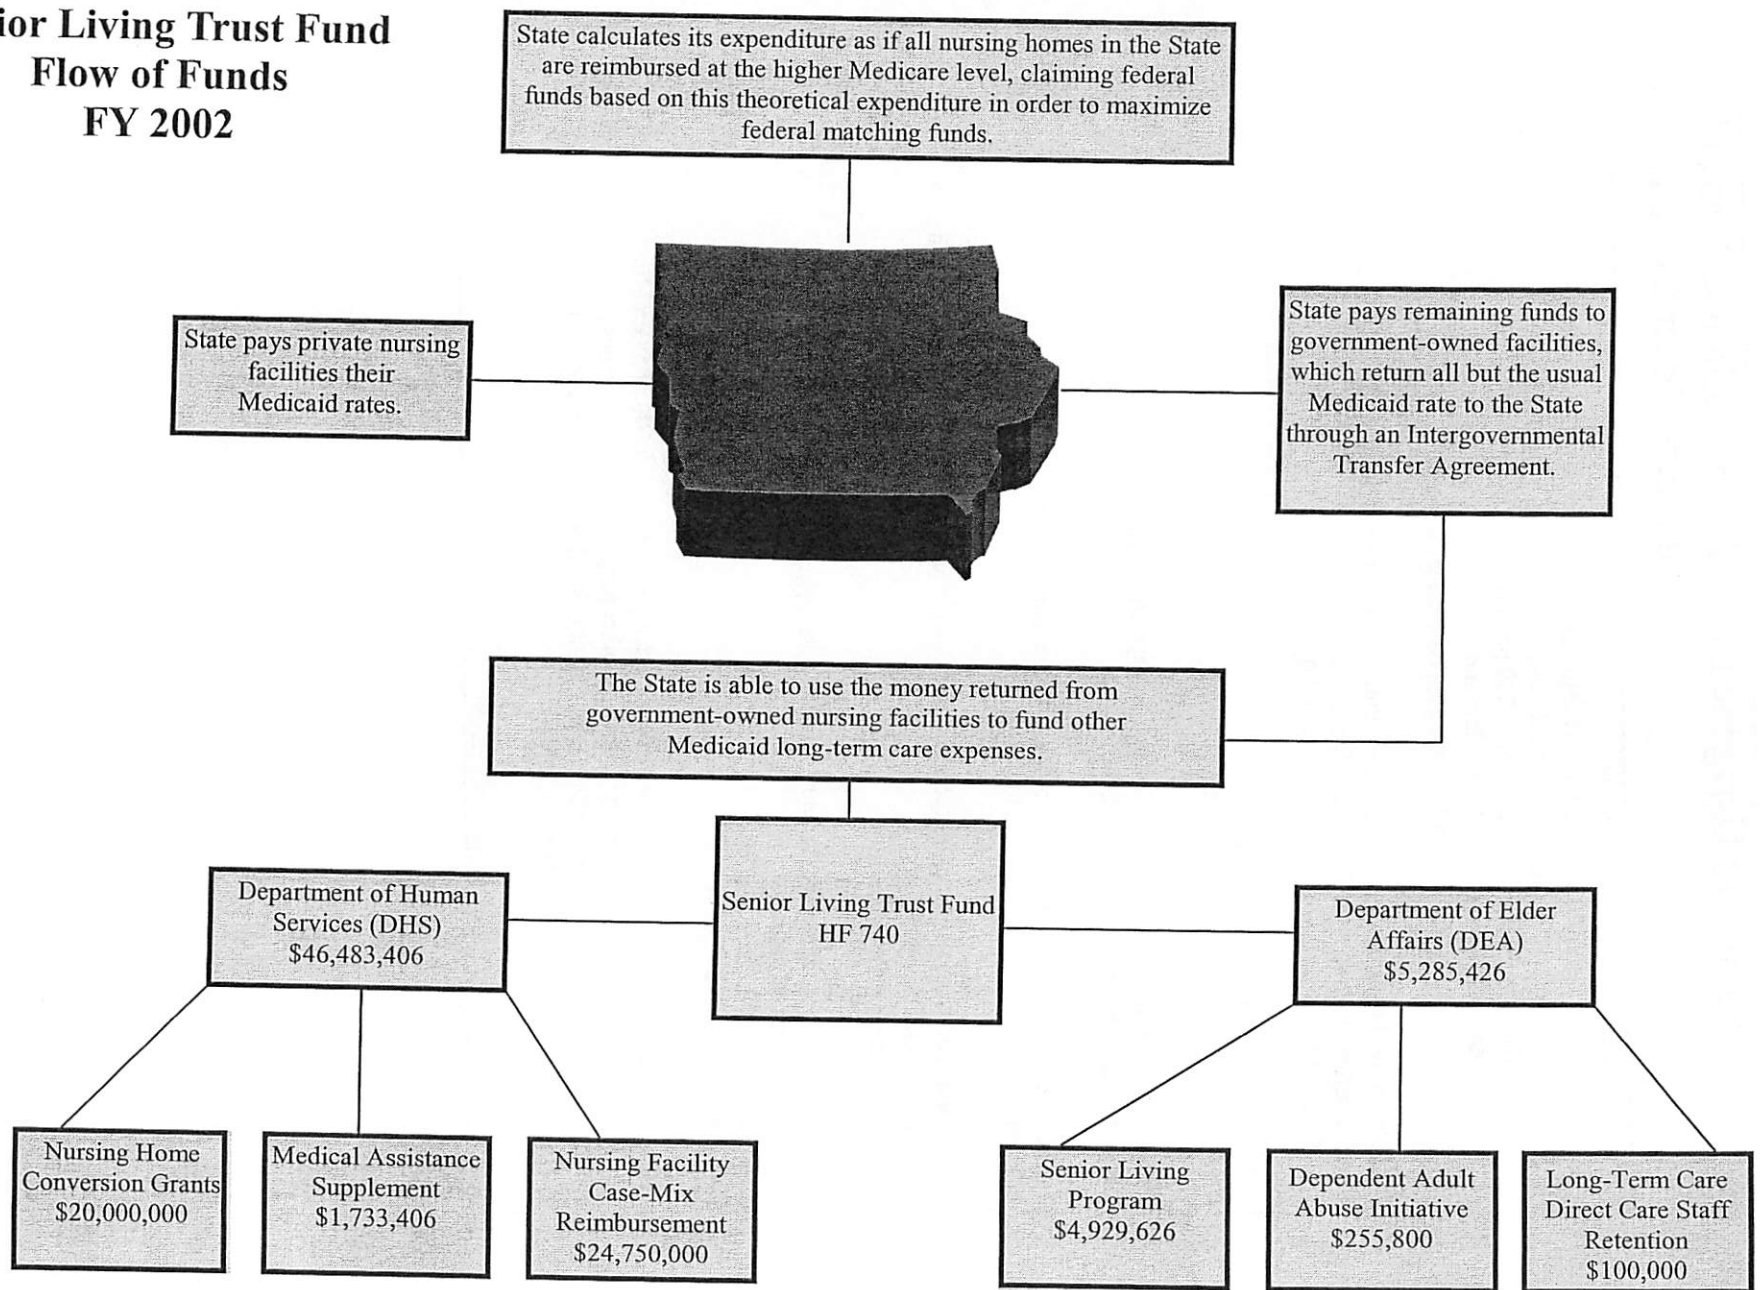 ior Living Trust Fund
Flow of Funds
FY 2002
State calculates its expenditure as if all nursing homes in the State
are reimbursed at the higher Medicare level, claiming federal
funds based on this theoretical expenditure in order to maximize
federal matching funds.
State pays private nursing
facilities their
Medicaid rates.
State pays remaining funds to
government-owned facilities,
which return all but the usual
Medicaid rate to the State
through an Intergovernmental
Transfer Agreement.
The State is able to use the money returned from
government-owned nursing facilities to fund other
Medicaid long-term care expenses.
Senior Living Trust Fund
HF 740
Department of Human
Services (DHS)
$46,483,406
Department of Elder
Affairs (DEA)
$5,285,426
Nursing Home
Conversion Grants
$20,000,000
Medical Assistance
Supplement
$1,733,406
Nursing Facility
Case-Mix
Reimbursement
$24,750,000
Senior Living
Program
$4,929,626
Dependent Adult
Abuse Initiative
$255,800
Long-Term Care
Direct Care Staff
Retention
$100,000